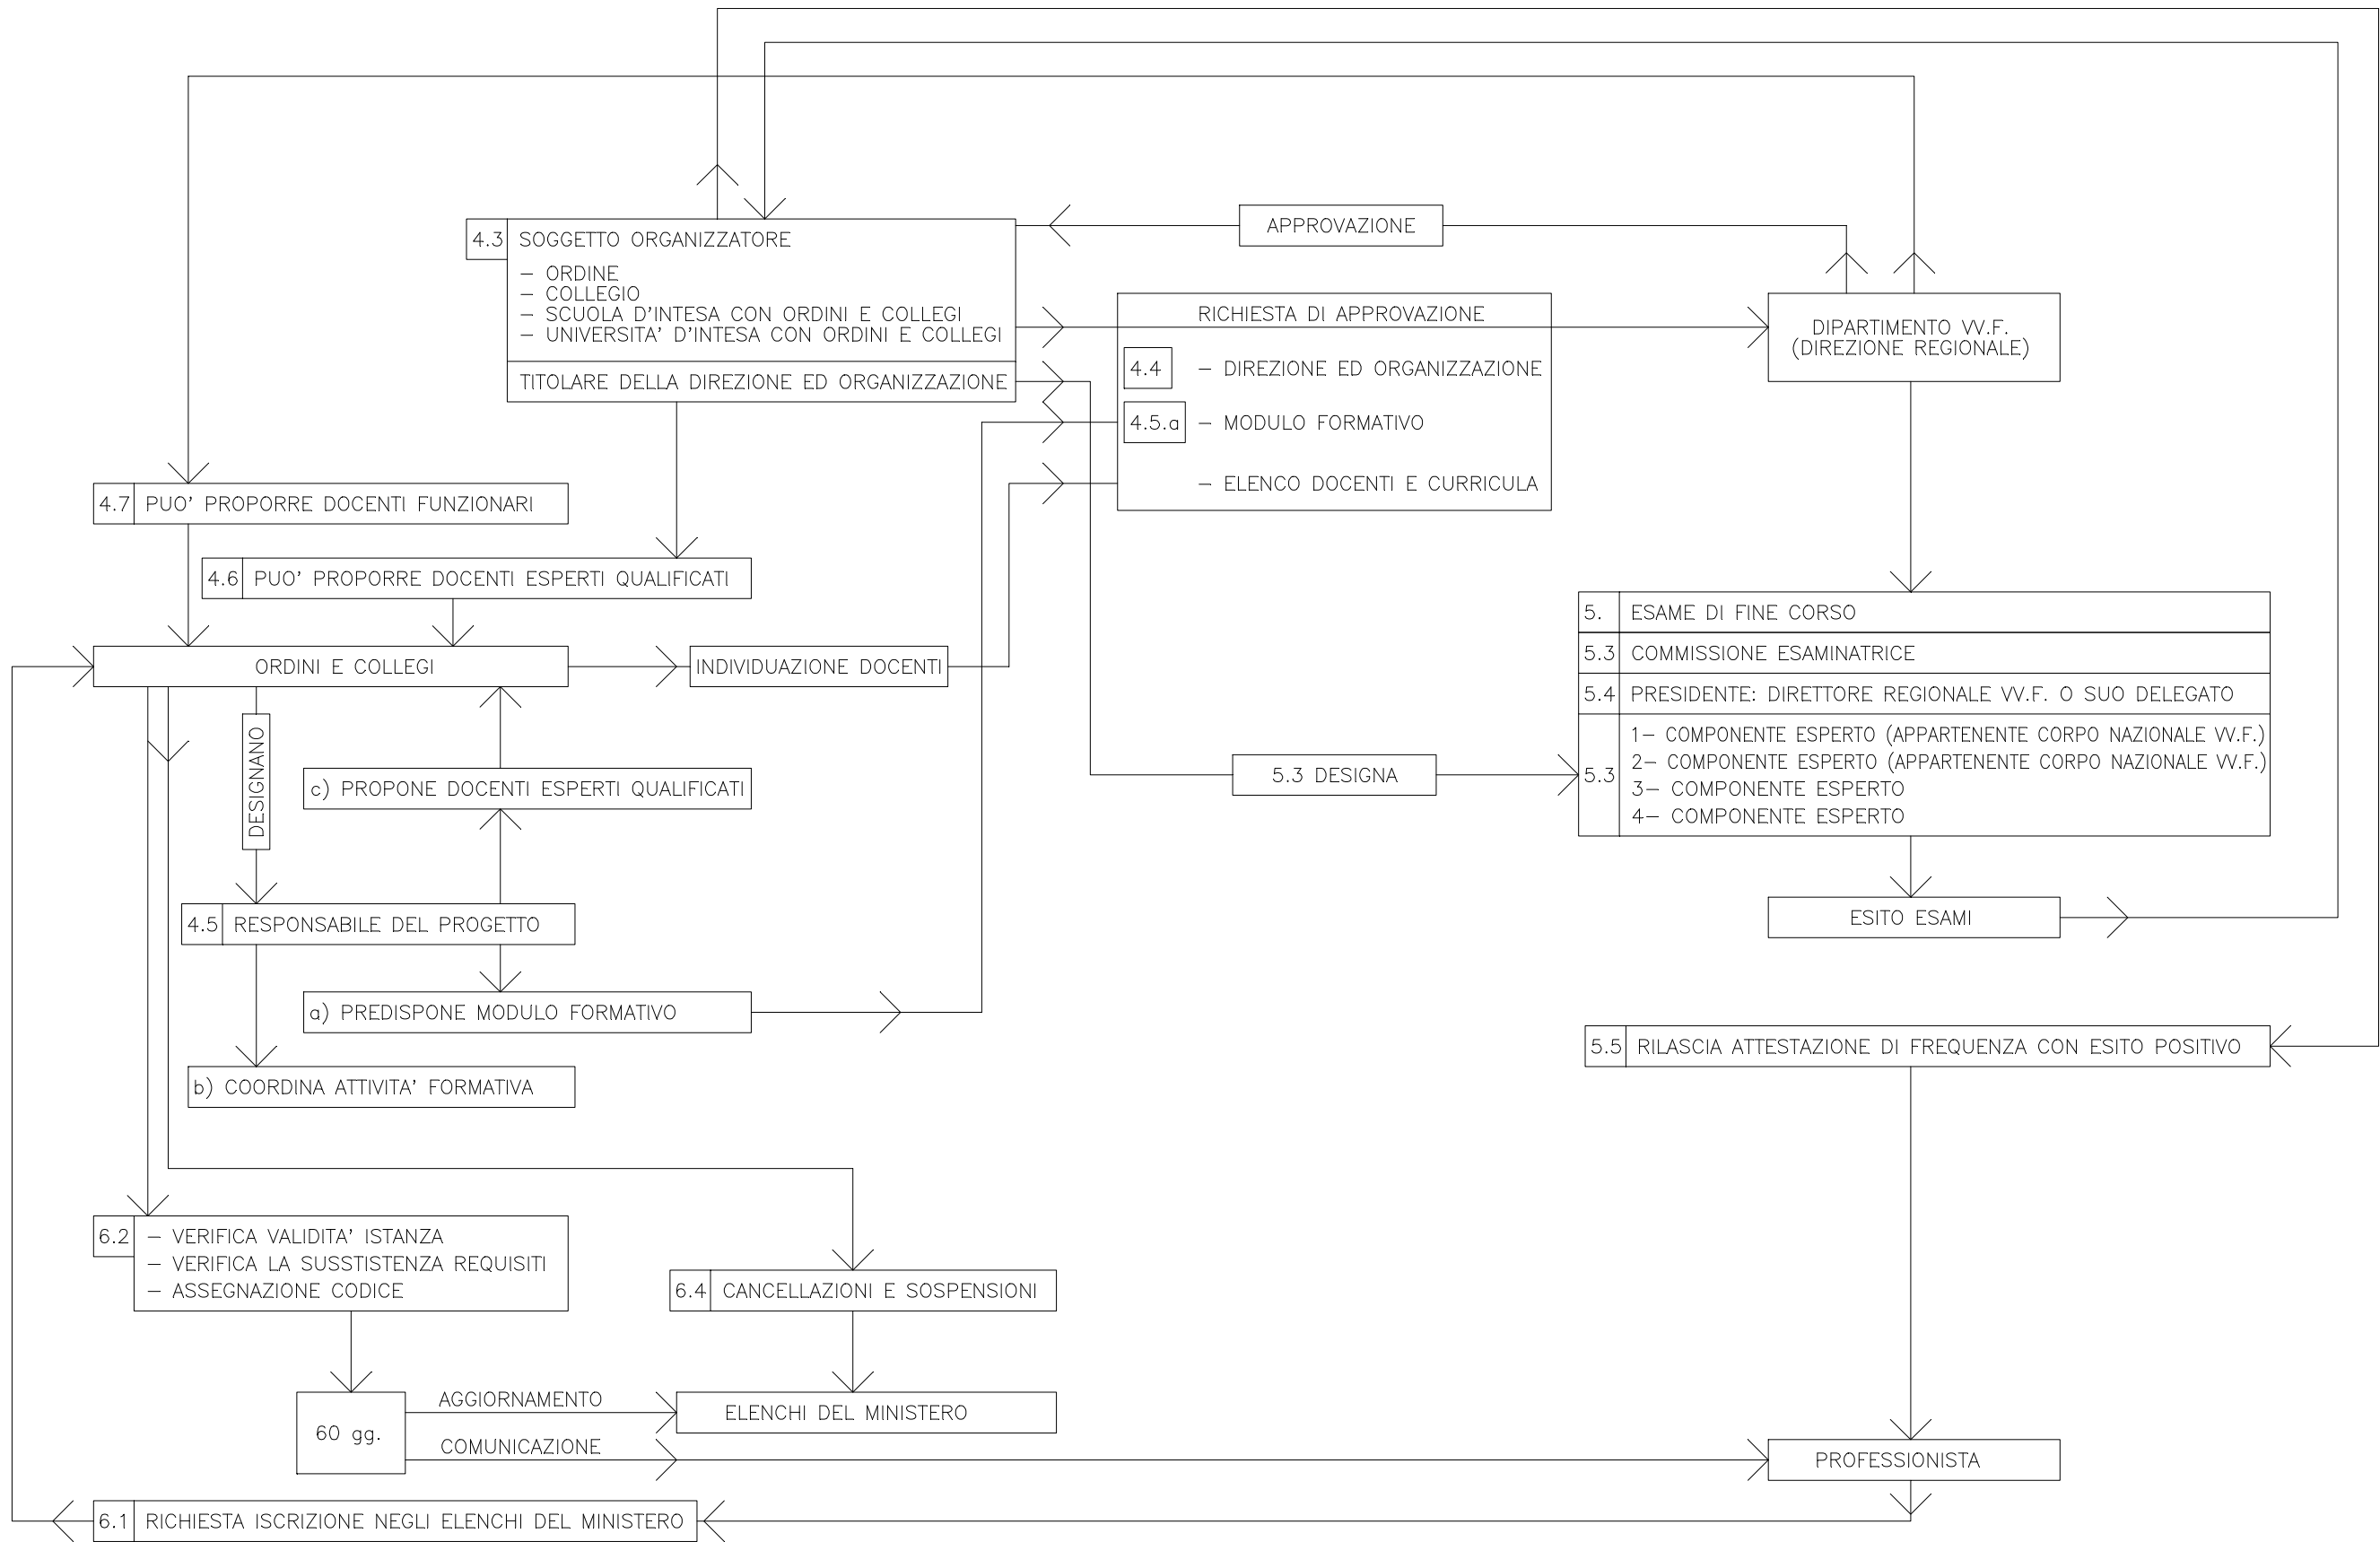 APPROVAZIONE
4.3 SOGGETTO ORGANIZZATORE
– ORDINE
– COLLEGIO
– SCUOLA D'INTESA CON ORDINI E COLLEGI
– UNIVERSITA' D'INTESA CON ORDINI E COLLEGI
TITOLARE DELLA DIREZIONE ED ORGANIZZAZIONE
RICHIESTA DI APPROVAZIONE
4.4 – DIREZIONE ED ORGANIZZAZIONE
4.5.a – MODULO FORMATIVO
– ELENCO DOCENTI E CURRICULA
DIPARTIMENTO VV.F.
(DIREZIONE REGIONALE)
4.7 PUO' PROPORRE DOCENTI FUNZIONARI
4.6 PUO' PROPORRE DOCENTI ESPERTI QUALIFICATI
ORDINI E COLLEGI
INDIVIDUAZIONE DOCENTI
5. ESAME DI FINE CORSO
5.3 COMMISSIONE ESAMINATRICE
5.4 PRESIDENTE: DIRETTORE REGIONALE VV.F. O SUO DELEGATO
5.3
1– COMPONENTE ESPERTO (APPARTENENTE CORPO NAZIONALE VV.F.)
2– COMPONENTE ESPERTO (APPARTENENTE CORPO NAZIONALE VV.F.)
3– COMPONENTE ESPERTO
4– COMPONENTE ESPERTO
5.3 DESIGNA
DESIGNANO
c) PROPONE DOCENTI ESPERTI QUALIFICATI
4.5 RESPONSABILE DEL PROGETTO
ESITO ESAMI
a) PREDISPONE MODULO FORMATIVO
5.5 RILASCIA ATTESTAZIONE DI FREQUENZA CON ESITO POSITIVO
b) COORDINA ATTIVITA' FORMATIVA
6.2 – VERIFICA VALIDITA' ISTANZA
– VERIFICA LA SUSSTISTENZA REQUISITI
– ASSEGNAZIONE CODICE
6.4 CANCELLAZIONI E SOSPENSIONI
60 gg.
AGGIORNAMENTO
ELENCHI DEL MINISTERO
COMUNICAZIONE
PROFESSIONISTA
6.1 RICHIESTA ISCRIZIONE NEGLI ELENCHI DEL MINISTERO